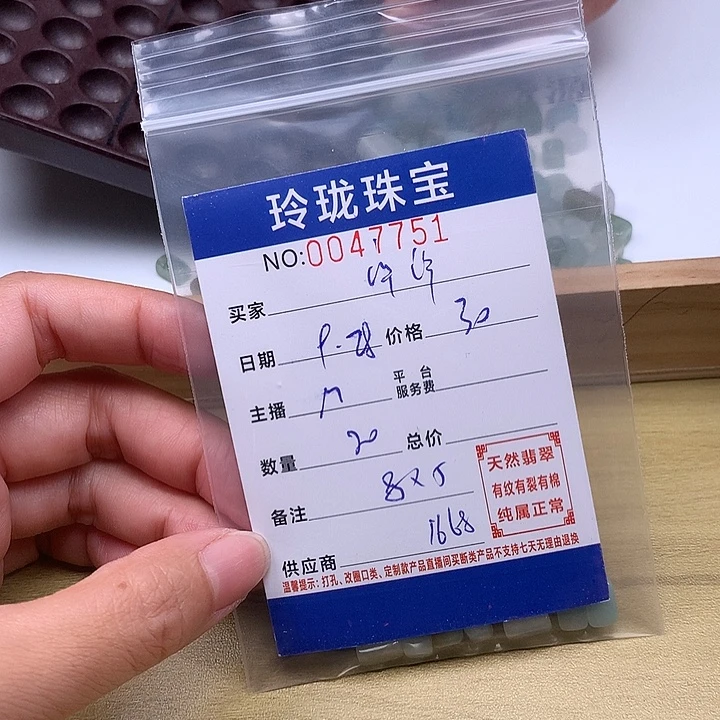 玲珑珠宝
NO:0047751
买家
日期 9.28 价格 30
主播 M 平台服务费
数量 20 总价
备注 8×5
供应商 1668
天然翡翠
有纹有裂有棉
纯属正常
温馨提示:打孔、改圈口类、定制款产品直播间买断类产品不支持七天无理由退换